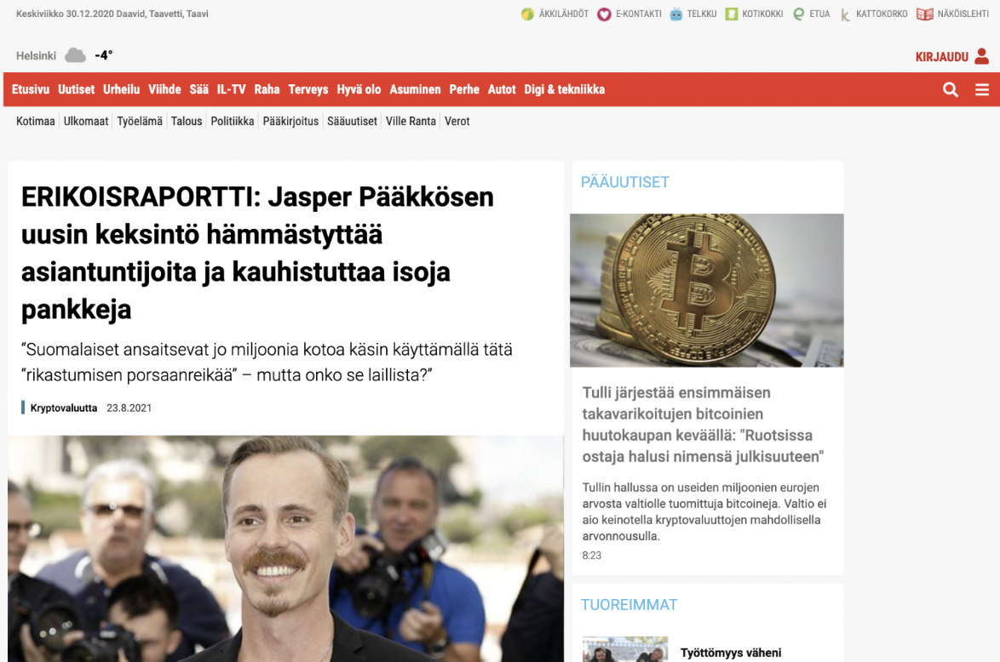 Keskiviikko 30.12.2020 Daavid, Taavetti, Taavi
ÄKKILÄHDÖT E-KONTAKTI TELKKU KOTIKOKKI ETUA KATTOKORKO NÄKÖISLEHTI
Helsinki -4°
KIRJAUDU
Etusivu Uutiset Urheilu Viihde Sää IL-TV Raha Terveys Hyvä olo Asuminen Perhe Autot Digi & tekniikka
Kotimaa Ulkomaat Työelämä Talous Politiikka Pääkirjoitus Sääuutiset Ville Ranta Verot
ERIKOISRAPORTTI: Jasper Pääkkösen
uusin keksintö hämmästyttää
asiantuntijoita ja kauhistuttaa isoja
pankkeja
“Suomalaiset ansaitsevat jo miljoonia kotoa käsin käyttämällä tätä
“rikastumisen porsaanreikää” – mutta onko se laillista?”
Kryptovaluutta 23.8.2021
PÄÄUUTISET
Tulli järjestää ensimmäisen
takavarikoitujen bitcoinien
huutokaupan keväällä: "Ruotsissa
ostaja halusi nimensä julkisuuteen"
Tullin hallussa on useiden miljoonien eurojen
arvosta valtiolle tuomittuja bitcoineja. Valtio ei
aio keinotella kryptovaluuttojen mahdollisella
arvonnousulla.
8:23
TUOREIMMAT
Työttömyys väheni